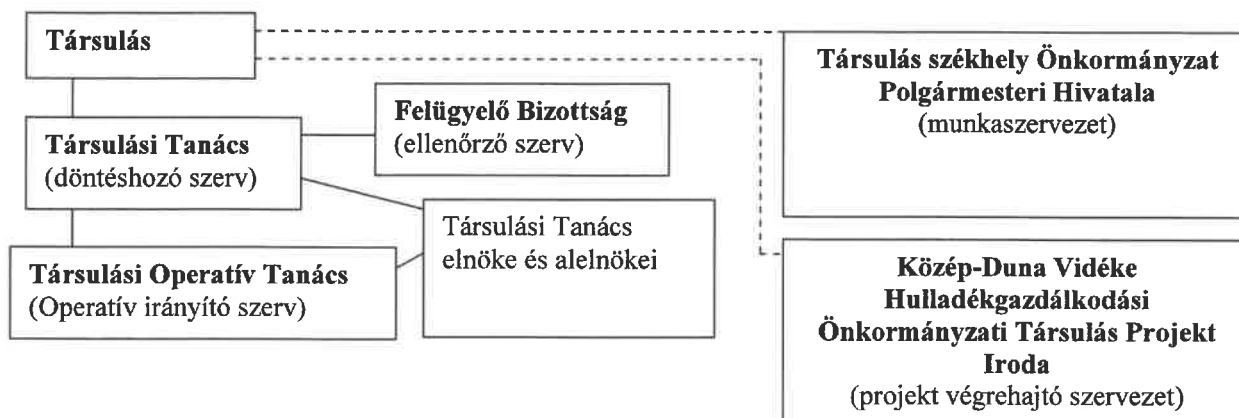 Társulás
Társulás székhely Önkormányzat
Polgármesteri Hivatala
(munkaszervezet)
Felügyelő Bizottság
(ellenőrző szerv)
Társulási Tanács
(döntéshozó szerv)
Társulási Tanács
elnöke és alelnökei
Társulási Operatív Tanács
(Operatív irányító szerv)
Közép-Duna Vidéke
Hulladékgazdálkodási
Önkormányzati Társulás Projekt
Iroda
(projekt végrehajtó szervezet)